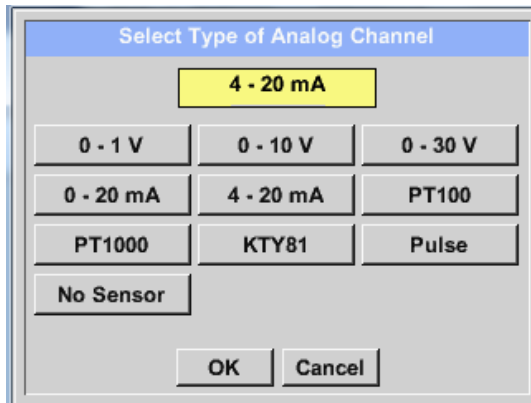 Select Type of Analog Channel
4 - 20 mA
0 - 1 V 0 - 10 V 0 - 30 V
0 - 20 mA 4 - 20 mA PT100
PT1000 KTY81 Pulse
No Sensor
OK Cancel